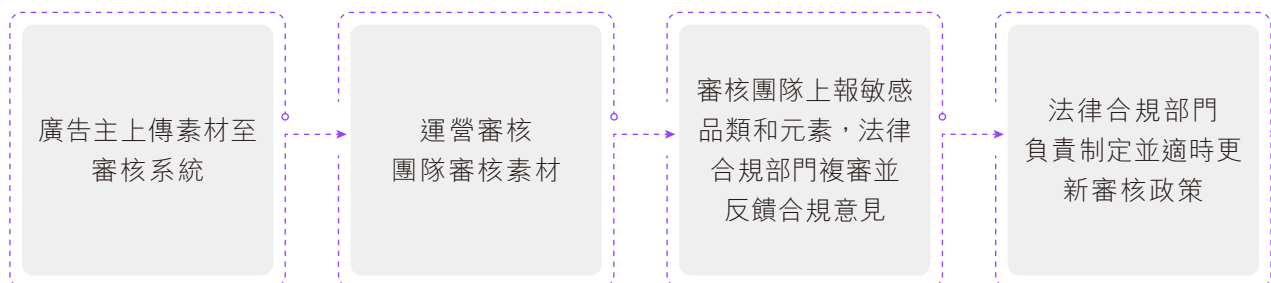 廣告主上傳素材至
審核系統
運營審核
團隊審核素材
審核團隊上報敏感
品類和元素，法律
合規部門複審並
反饋合規意見
法律合規部門
負責制定並適時更
新審核政策